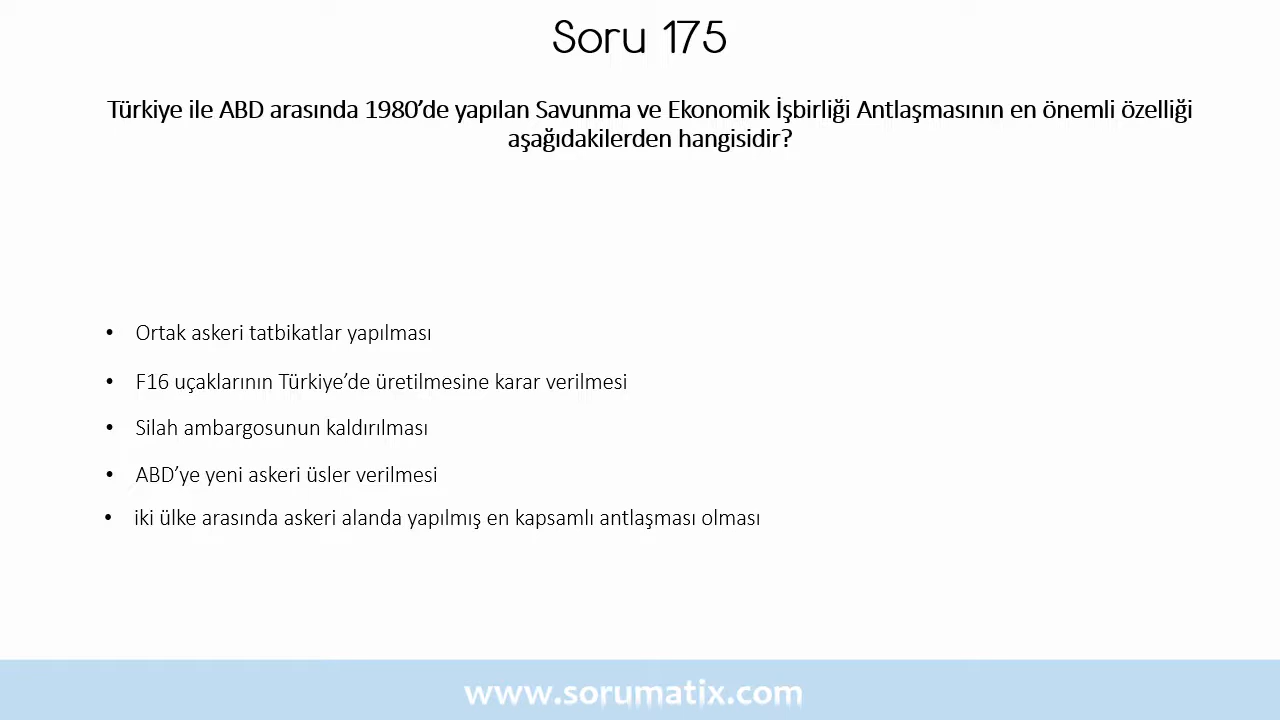 Soru 175
Türkiye ile ABD arasında 1980’de yapılan Savunma ve Ekonomik İşbirliği Antlaşmasının en önemli özelliği
aşağıdakilerden hangisidir?
• Ortak askeri tatbikatlar yapılması
• F16 uçaklarının Türkiye’de üretilmesine karar verilmesi
• Silah ambargosunun kaldırılması
• ABD’ye yeni askeri üsler verilmesi
• iki ülke arasında askeri alanda yapılmış en kapsamlı antlaşması olması
www.sorumatix.com